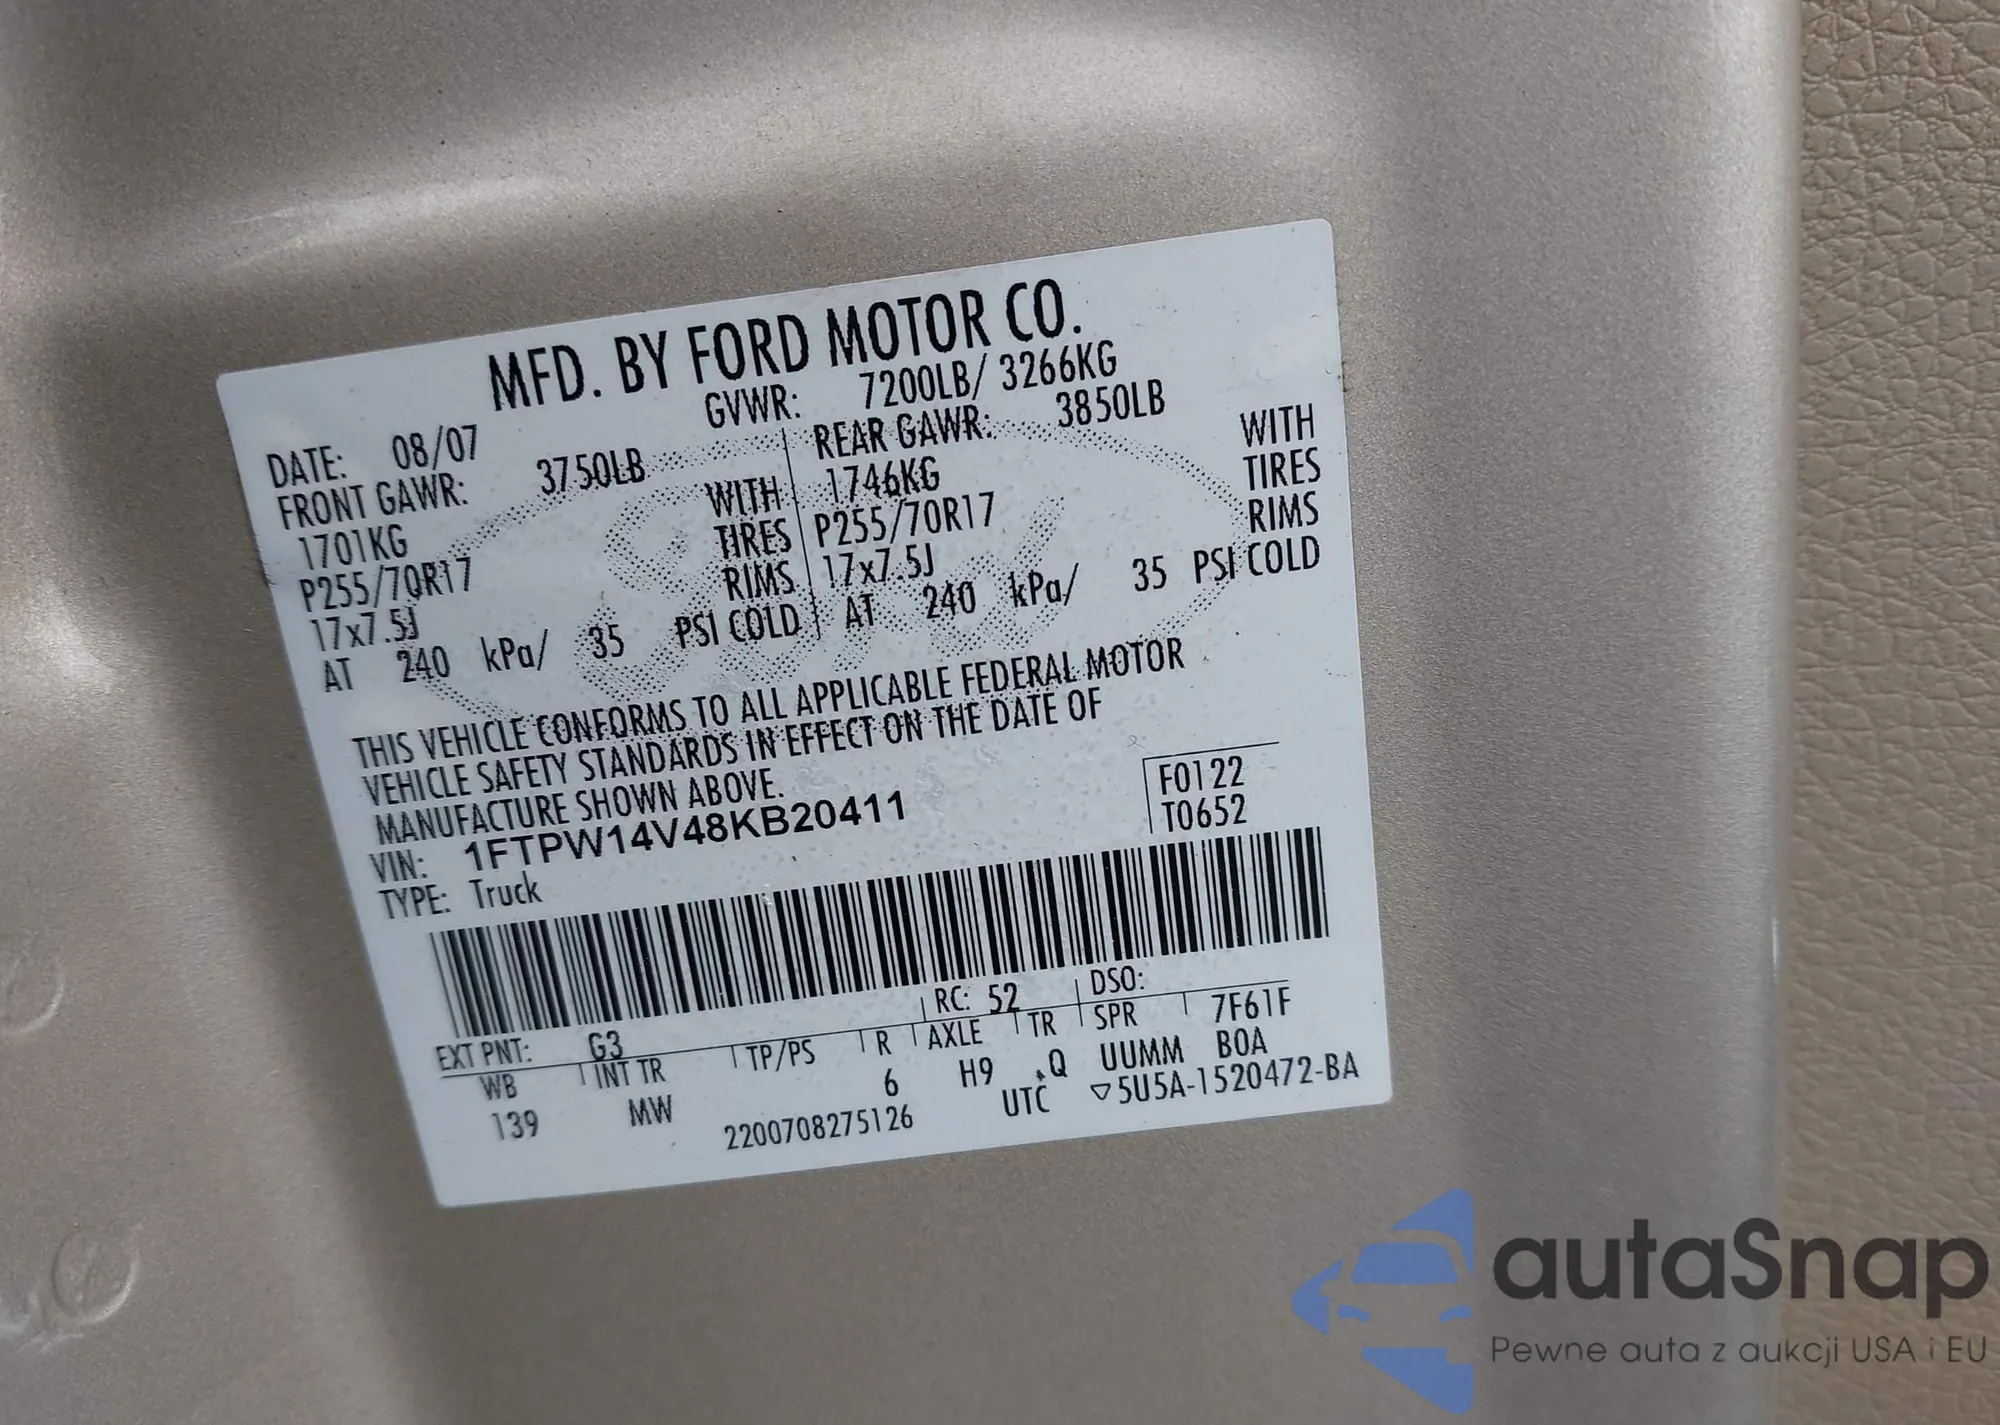 MFD. BY FORD MOTOR CO.
DATE: 08/07 GVWR: 7200LB/ 3266KG
FRONT GAWR: 3750LB REAR GAWR: 3850LB
1701KG WITH 1746KG WITH
P255/70R17 TIRES P255/70R17 TIRES
17x7.5J RIMS 17x7.5J RIMS
AT 240 kPa/ 35 PSI COLD AT 240 kPa/ 35 PSI COLD
THIS VEHICLE CONFORMS TO ALL APPLICABLE FEDERAL MOTOR
VEHICLE SAFETY STANDARDS IN EFFECT ON THE DATE OF
MANUFACTURE SHOWN ABOVE.
VIN: 1FTPW14V48KB20411
TYPE: Truck
F0122
T0652
EXT PNT: G3 RC: 52 DSO:
WB INT TR TP/PS R AXLE TR SPR 7F61F
139 MW 6 H9 Q UUMM BOA
2200708275126 UTC ▽5U5A-1520472-BA
autaSnap
Pewne auta z aukcji USA i EU